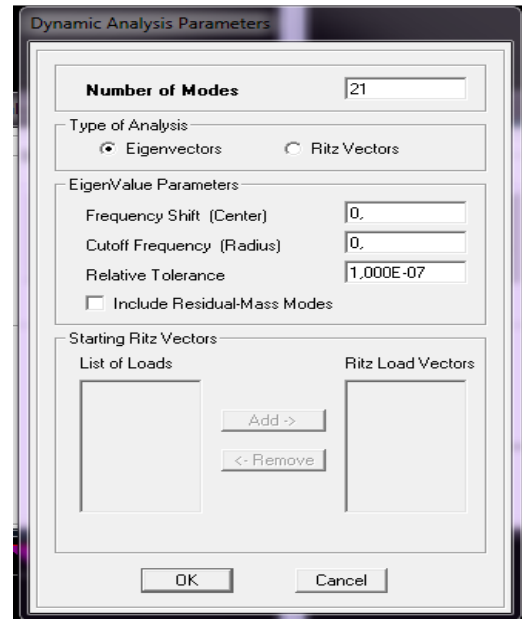 Dynamic Analysis Parameters
Number of Modes 21
Type of Analysis
Eigenvectors Ritz Vectors
EigenValue Parameters
Frequency Shift (Center) 0,
Cutoff Frequency (Radius) 0,
Relative Tolerance 1,000E-07
Include Residual-Mass Modes
Starting Ritz Vectors
List of Loads Ritz Load Vectors
Add ->
<- Remove
OK Cancel